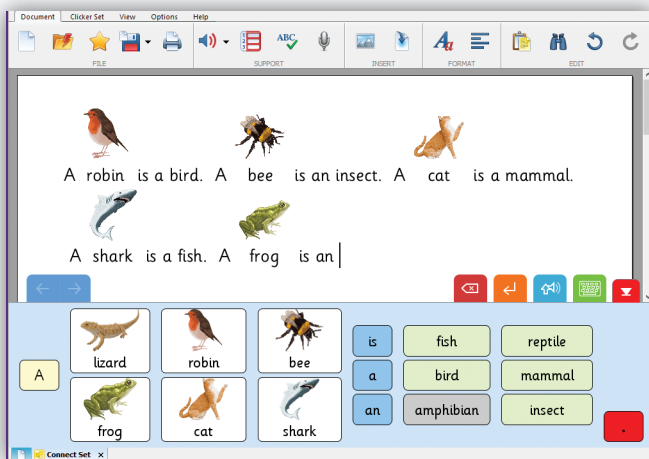 Document Clicker Set View Options Help
ABC
FILE SUPPORT INSERT FORMAT EDIT
A robin is a bird. A bee is an insect. A cat is a mammal.
A shark is a fish. A frog is an
A
lizard robin bee
frog cat shark
is fish reptile
a bird mammal
an amphibian insect
.
Connect Set x